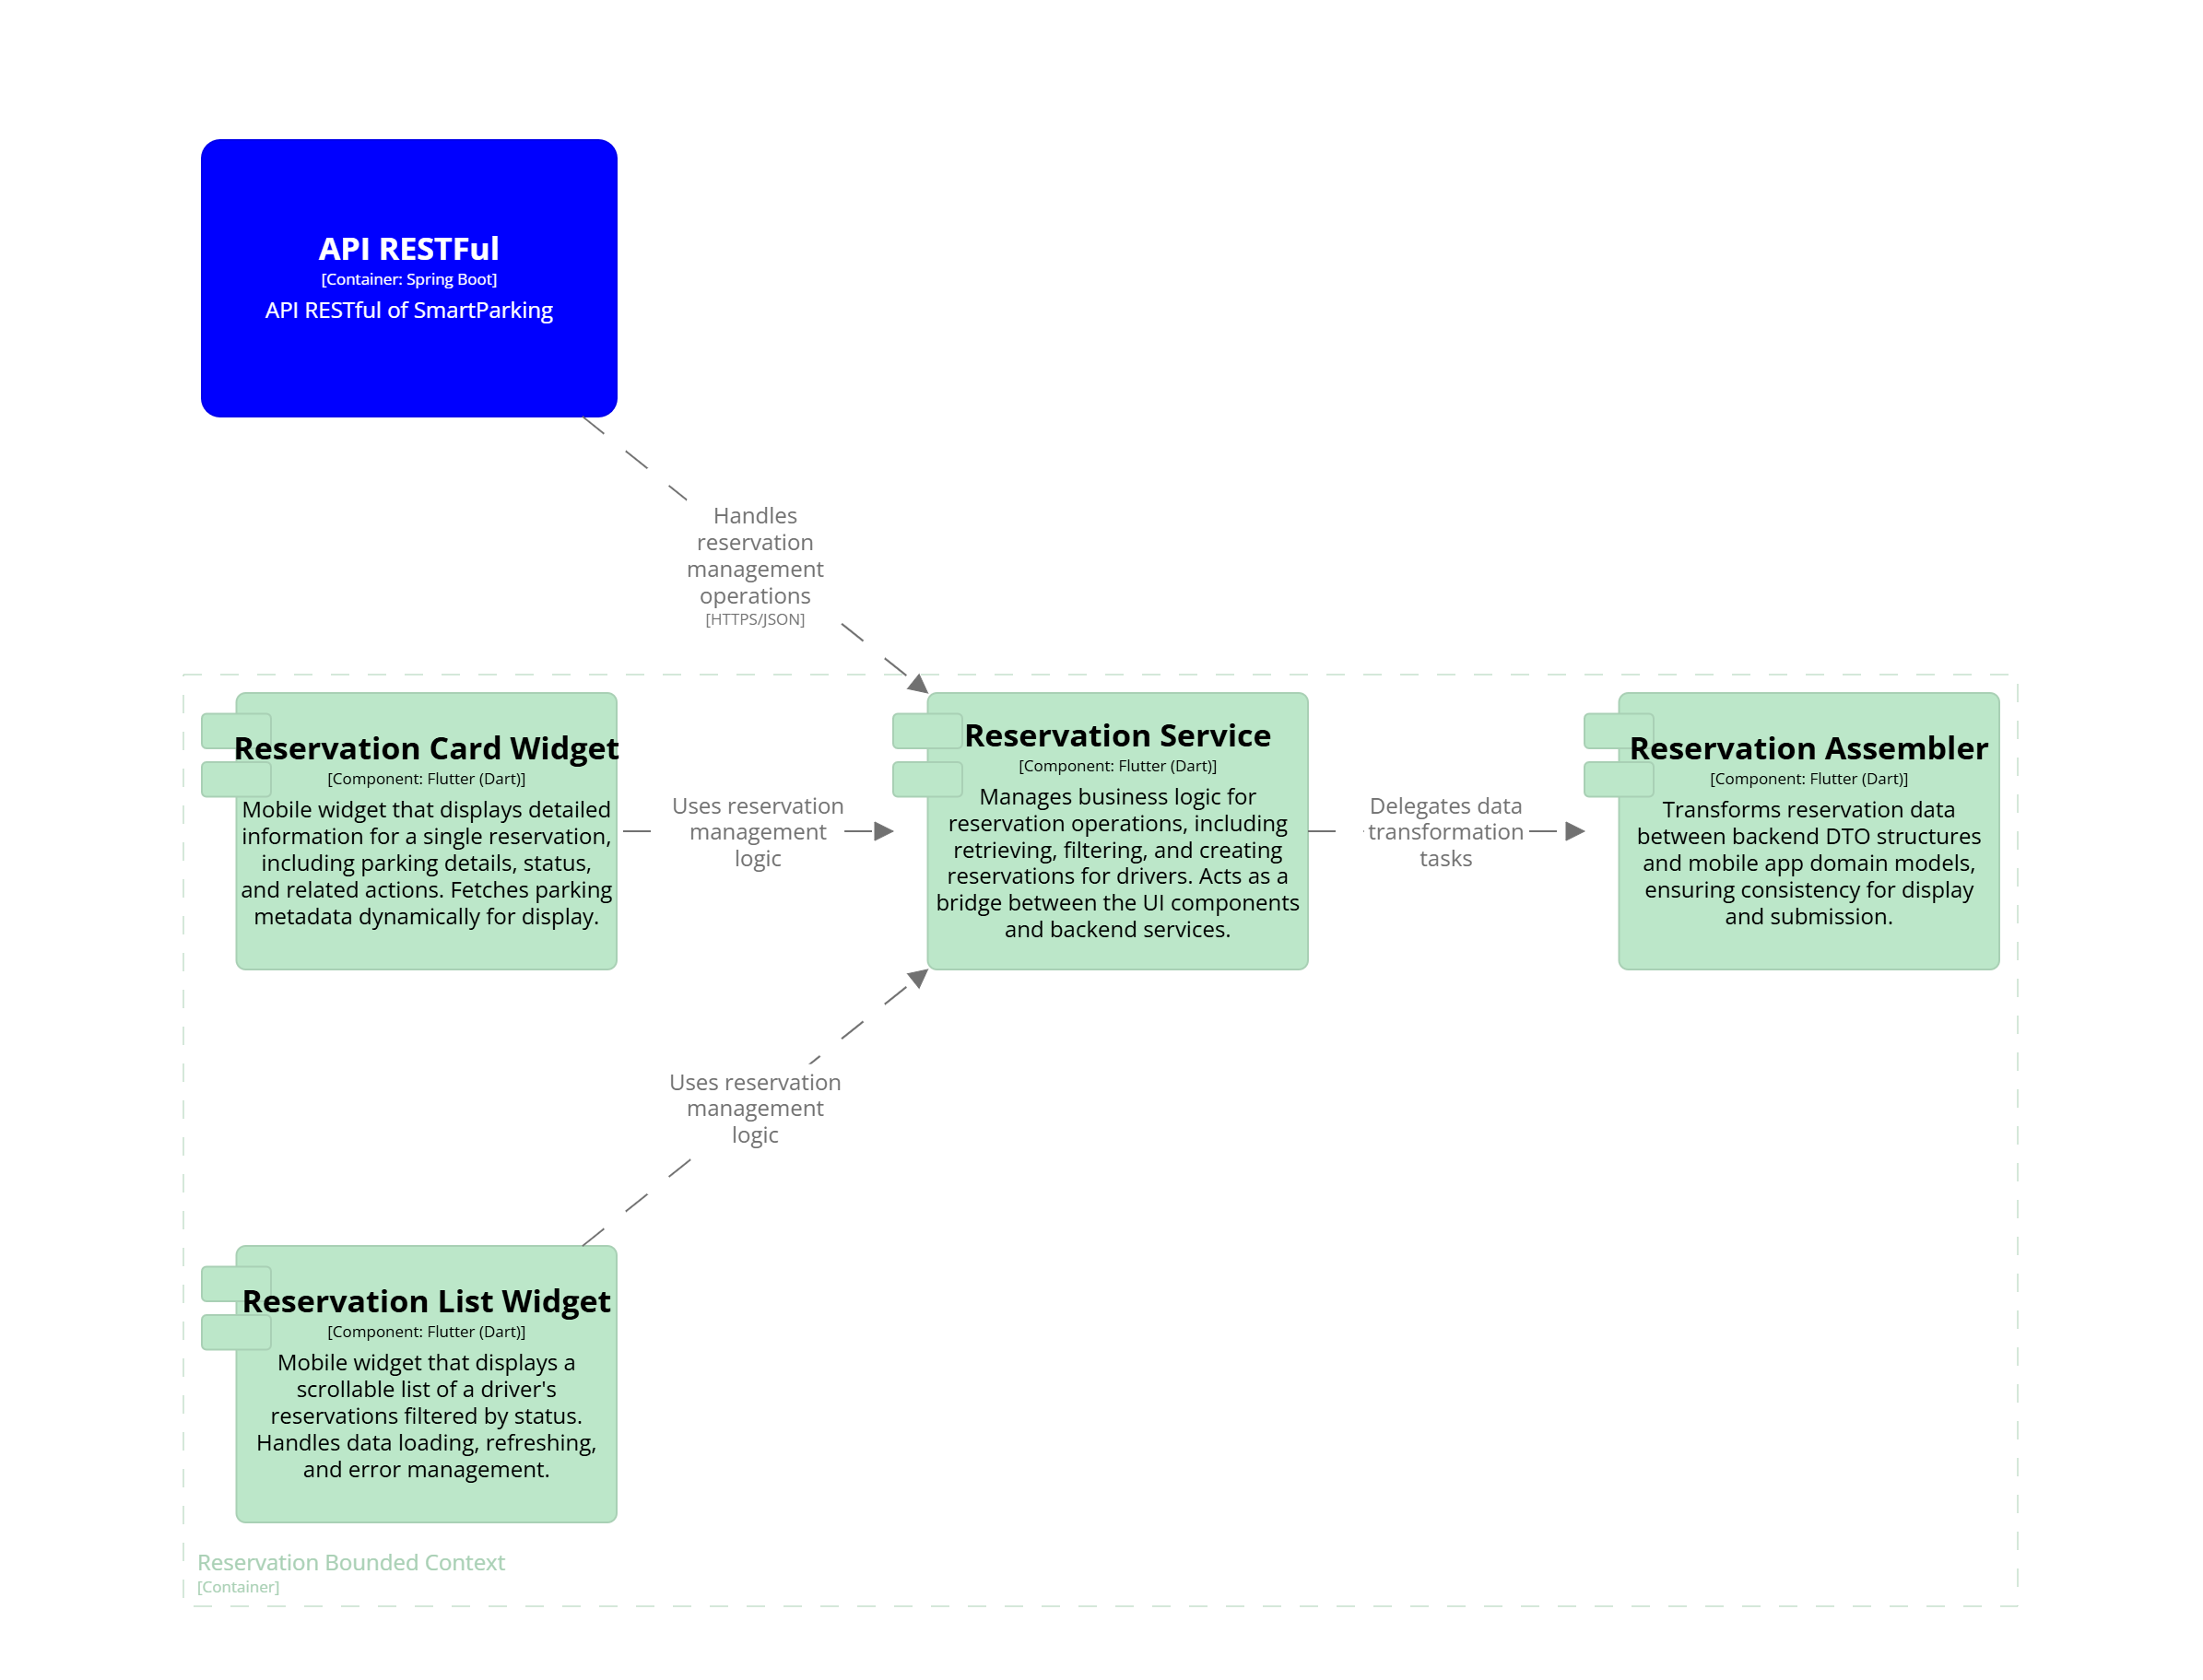 API RESTFul
[Container: Spring Boot]
API RESTful of SmartParking
Handles
reservation
management
operations
[HTTPS/JSON]
Reservation Card Widget
[Component: Flutter (Dart)]
Mobile widget that displays detailed
information for a single reservation,
including parking details, status,
and related actions. Fetches parking
metadata dynamically for display.
Uses reservation
management
logic
Reservation Service
[Component: Flutter (Dart)]
Manages business logic for
reservation operations, including
retrieving, filtering, and creating
reservations for drivers. Acts as a
bridge between the UI components
and backend services.
Delegates data
transformation
tasks
Reservation Assembler
[Component: Flutter (Dart)]
Transforms reservation data
between backend DTO structures
and mobile app domain models,
ensuring consistency for display
and submission.
Uses reservation
management
logic
Reservation List Widget
[Component: Flutter (Dart)]
Mobile widget that displays a
scrollable list of a driver's
reservations filtered by status.
Handles data loading, refreshing,
and error management.
Reservation Bounded Context
[Container]